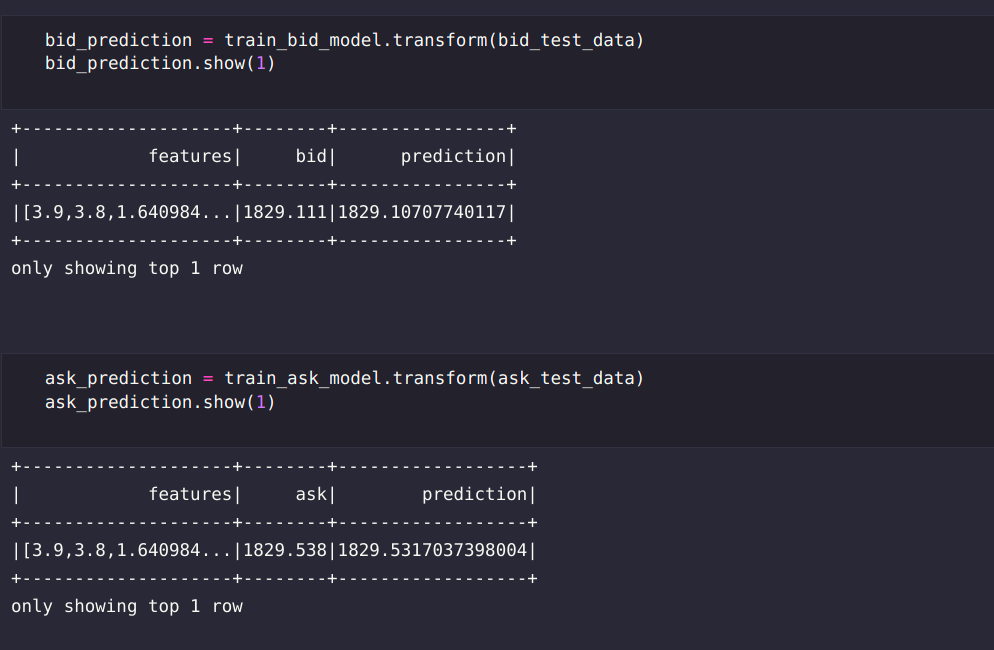 bid_prediction = train_bid_model.transform(bid_test_data)
bid_prediction.show(1)
+--------------------+--------+----------------+
|            features|     bid|      prediction|
+--------------------+--------+----------------+
|[3.9,3.8,1.640984...|1829.111|1829.10707740117|
+--------------------+--------+----------------+
only showing top 1 row
ask_prediction = train_ask_model.transform(ask_test_data)
ask_prediction.show(1)
+--------------------+--------+------------------+
|            features|     ask|        prediction|
+--------------------+--------+------------------+
|[3.9,3.8,1.640984...|1829.538|1829.5317037398004|
+--------------------+--------+------------------+
only showing top 1 row